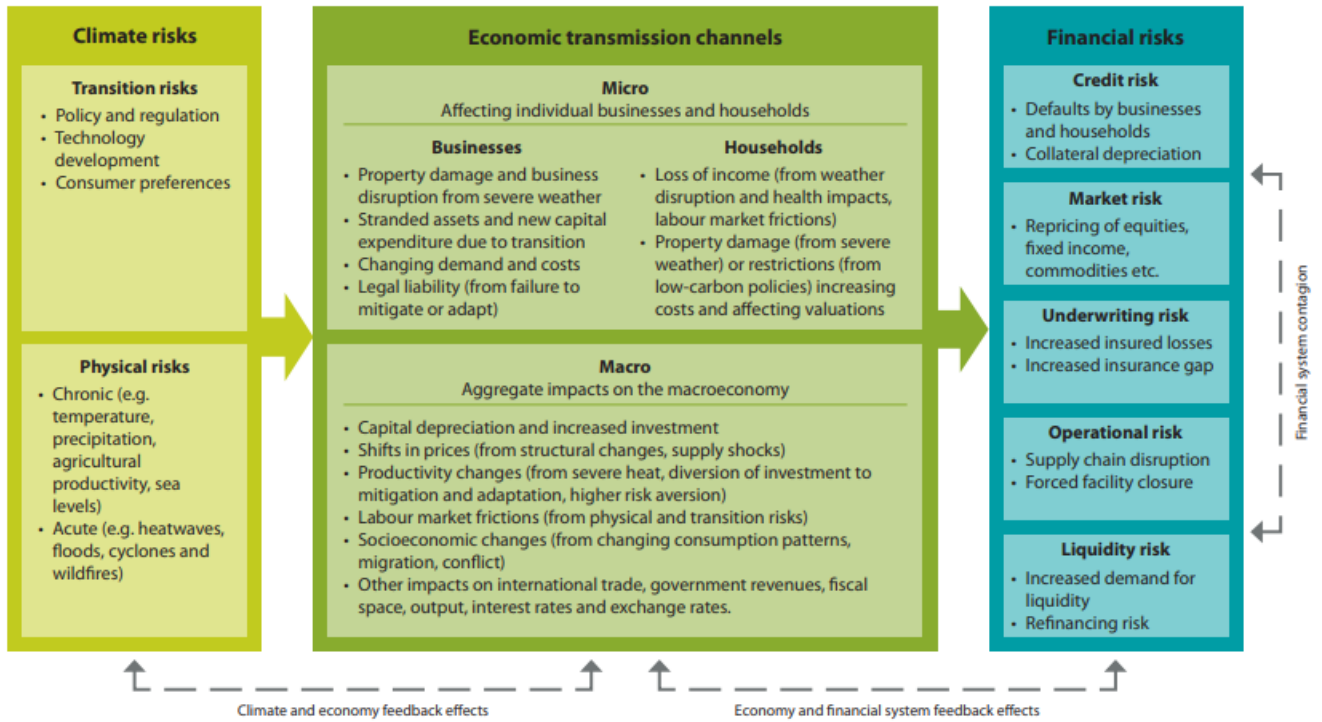 Climate risks
Transition risks
• Policy and regulation
• Technology
development
• Consumer preferences
Physical risks
• Chronic (e.g.
temperature,
precipitation,
agricultural
productivity, sea
levels)
• Acute (e.g. heatwaves,
floods, cyclones and
wildfires)
Economic transmission channels
Micro
Affecting individual businesses and households
Businesses
• Property damage and business
disruption from severe weather
• Stranded assets and new capital
expenditure due to transition
• Changing demand and costs
• Legal liability (from failure to
mitigate or adapt)
Households
• Loss of income (from weather
disruption and health impacts,
labour market frictions)
• Property damage (from severe
weather) or restrictions (from
low-carbon policies) increasing
costs and affecting valuations
Macro
Aggregate impacts on the macroeconomy
• Capital depreciation and increased investment
• Shifts in prices (from structural changes, supply shocks)
• Productivity changes (from severe heat, diversion of investment to
mitigation and adaptation, higher risk aversion)
• Labour market frictions (from physical and transition risks)
• Socioeconomic changes (from changing consumption patterns,
migration, conflict)
• Other impacts on international trade, government revenues, fiscal
space, output, interest rates and exchange rates.
Financial risks
Credit risk
• Defaults by businesses
and households
• Collateral depreciation
Market risk
• Repricing of equities,
fixed income,
commodities etc.
Underwriting risk
• Increased insured losses
• Increased insurance gap
Operational risk
• Supply chain disruption
• Forced facility closure
Liquidity risk
• Increased demand for
liquidity
• Refinancing risk
Financial system contagion
Climate and economy feedback effects
Economy and financial system feedback effects